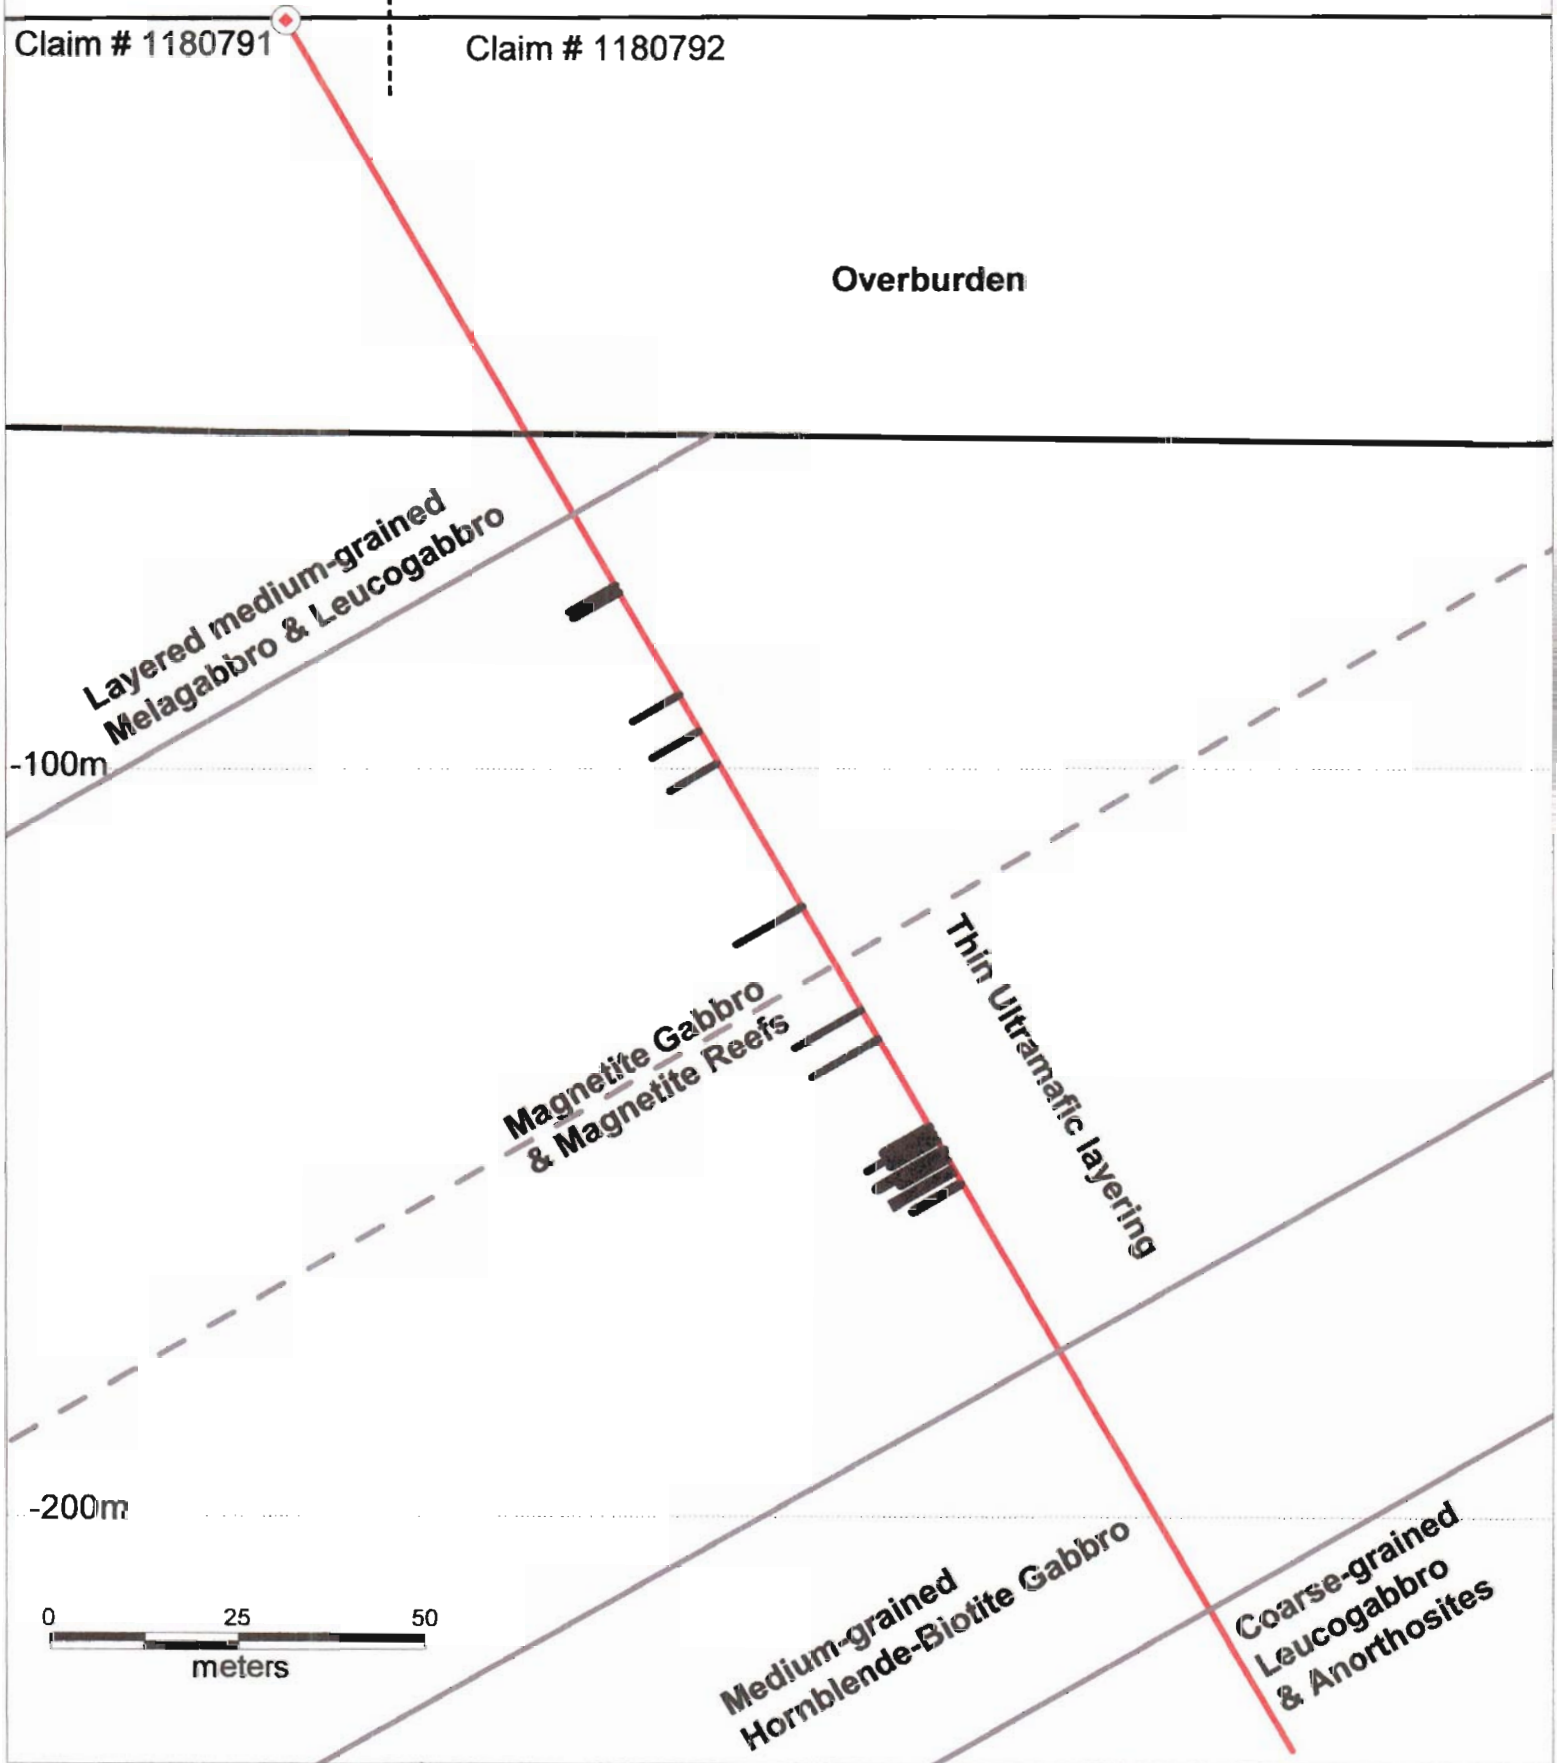 Claim # 1180791
Claim # 1180792
Overburden
Layered medium-grained
Melagabbro & Leucogabbro
-100m
Thin Ultramafic layering
Magnetite Gabbro
& Magnetite Reefs
-200m
Coarse-grained
Leucogabbro
& Anorthosites
Medium-grained
Hornblende-Biotite Gabbro
0 25 50
meters